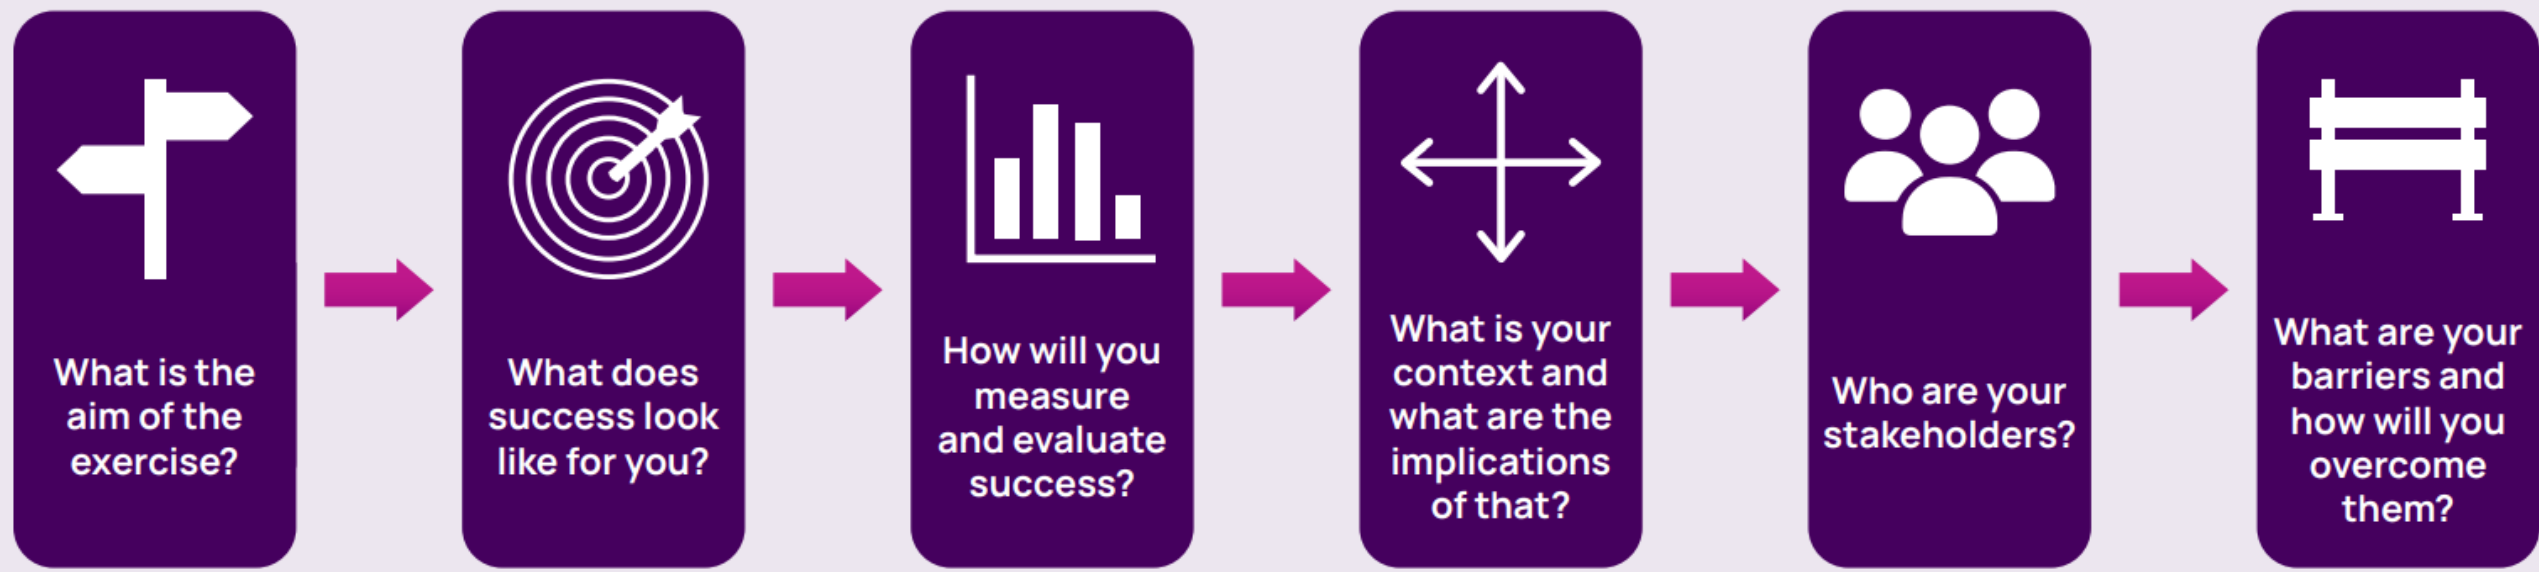 What is the
aim of the
exercise?
What does
success look
like for you?
How will you
measure
and evaluate
success?
What is your
context and
what are the
implications
of that?
Who are your
stakeholders?
What are your
barriers and
how will you
overcome
them?